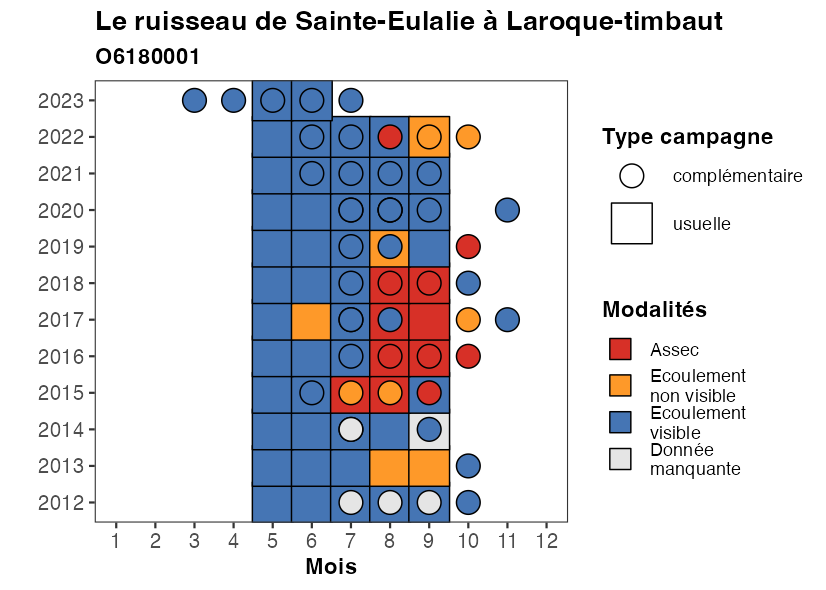 Le ruisseau de Sainte-Eulalie à Laroque-timbaut
O6180001
2023
2022
2021
2020
2019
2018
2017
2016
2015
2014
2013
2012
1 2 3 4 5 6 7 8 9 10 11 12
Mois
Type campagne
complémentaire
usuelle
Modalités
Assec
Ecoulement
non visible
Ecoulement
visible
Donnée
manquante